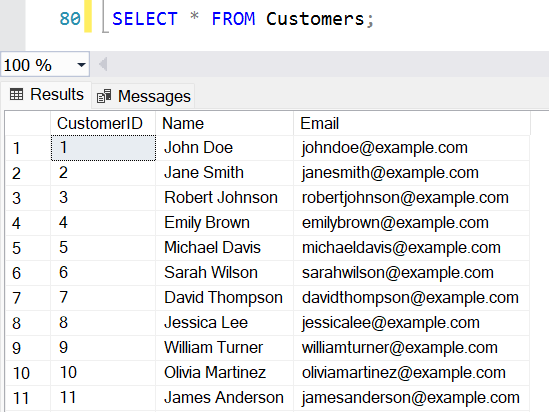 80 SELECT * FROM Customers;
100 %
Results Messages
CustomerID Name Email
1 1 John Doe johndoe@example.com
2 2 Jane Smith janesmith@example.com
3 3 Robert Johnson robertjohnson@example.com
4 4 Emily Brown emilybrown@example.com
5 5 Michael Davis michaeldavis@example.com
6 6 Sarah Wilson sarahwilson@example.com
7 7 David Thompson davidthompson@example.com
8 8 Jessica Lee jessicalee@example.com
9 9 William Turner williamturner@example.com
10 10 Olivia Martinez oliviamartinez@example.com
11 11 James Anderson jamesanderson@example.com